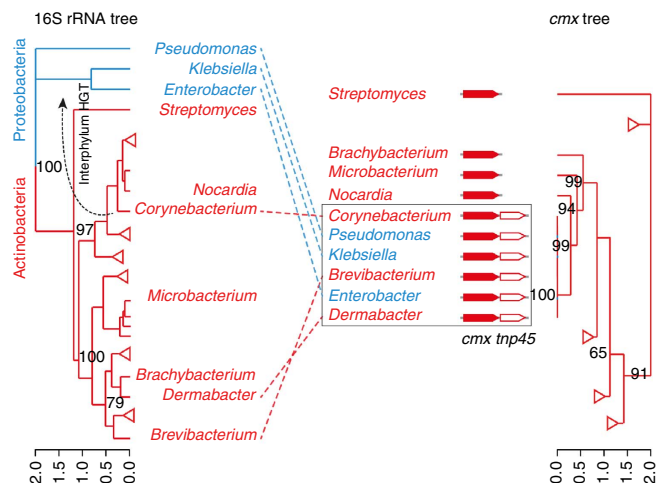 16S rRNA tree
cmx tree
Proteobacteria
Actinobacteria
Interphylum HGT
Pseudomonas
Klebsiella
Enterobacter
Streptomyces
Nocardia
Corynebacterium
Microbacterium
Brachybacterium
Dermabacter
Brevibacterium
100
97
100
79
2.0
1.5
1.0
0.5
0.0
Streptomyces
Brachybacterium
Microbacterium
Nocardia
Corynebacterium
Pseudomonas
Klebsiella
Brevibacterium
Enterobacter
Dermabacter
cmx tnp45
99
94
99
100
65
91
0.0
0.5
1.0
1.5
2.0